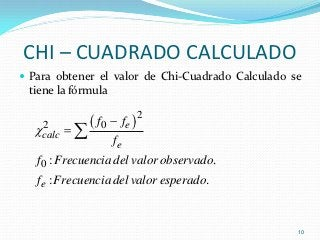 CHI – CUADRADO CALCULADO
Para obtener el valor de Chi-Cuadrado Calculado se
tiene la fórmula
χ²calc = ∑ (f0 − fe)² / fe
f0 : Frecuencia del valor observado.
fe : Frecuencia del valor esperado.
10